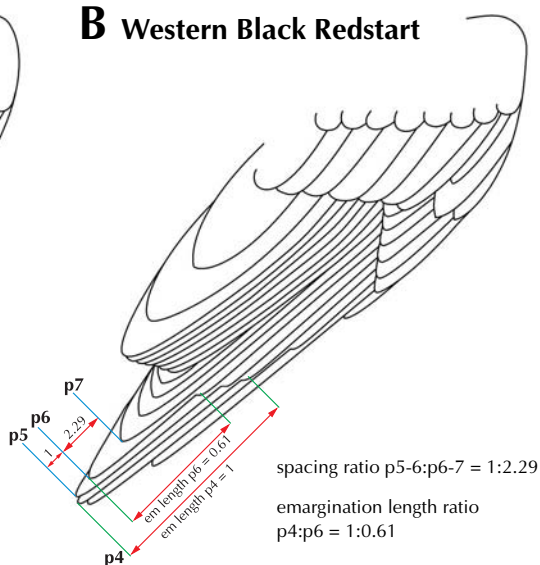 B Western Black Redstart
p7
p6
p5
2.29
1
em length p6 = 0.61
em length p4 = 1
p4
spacing ratio p5-6:p6-7 = 1:2.29
emargination length ratio
p4:p6 = 1:0.61